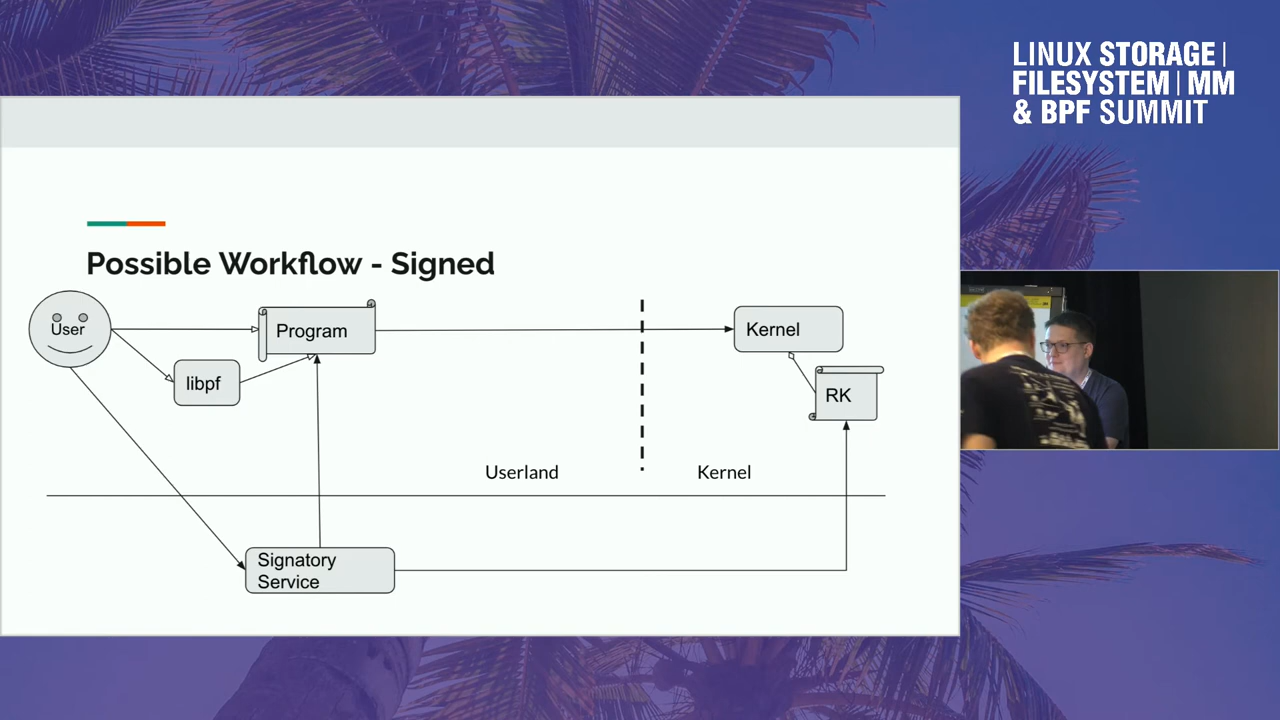 LINUX STORAGE |
FILESYSTEM | MM
& BPF SUMMIT
Possible Workflow - Signed
User
Program
Kernel
libpf
RK
Userland
Kernel
Signatory
Service